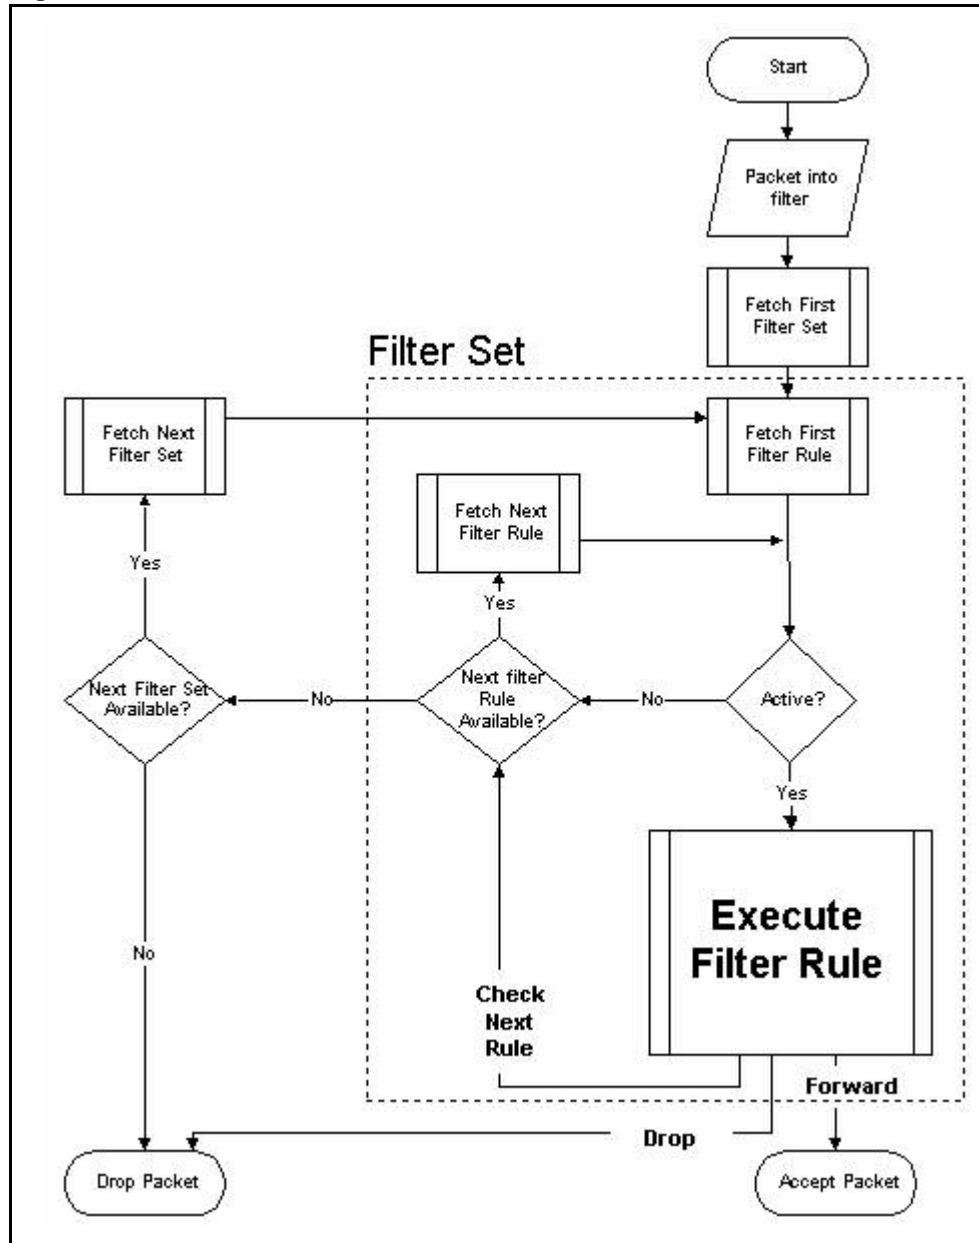 Start
Packet into
filter
Fetch First
Filter Set
Filter Set
Fetch Next
Filter Set
Fetch First
Filter Rule
Fetch Next
Filter Rule
Yes
Yes
Next Filter Set
Available?
No
Next filter
Rule
Available?
No
Active?
Yes
Execute
Filter Rule
No
Check
Next
Rule
Forward
Drop
Drop Packet
Accept Packet